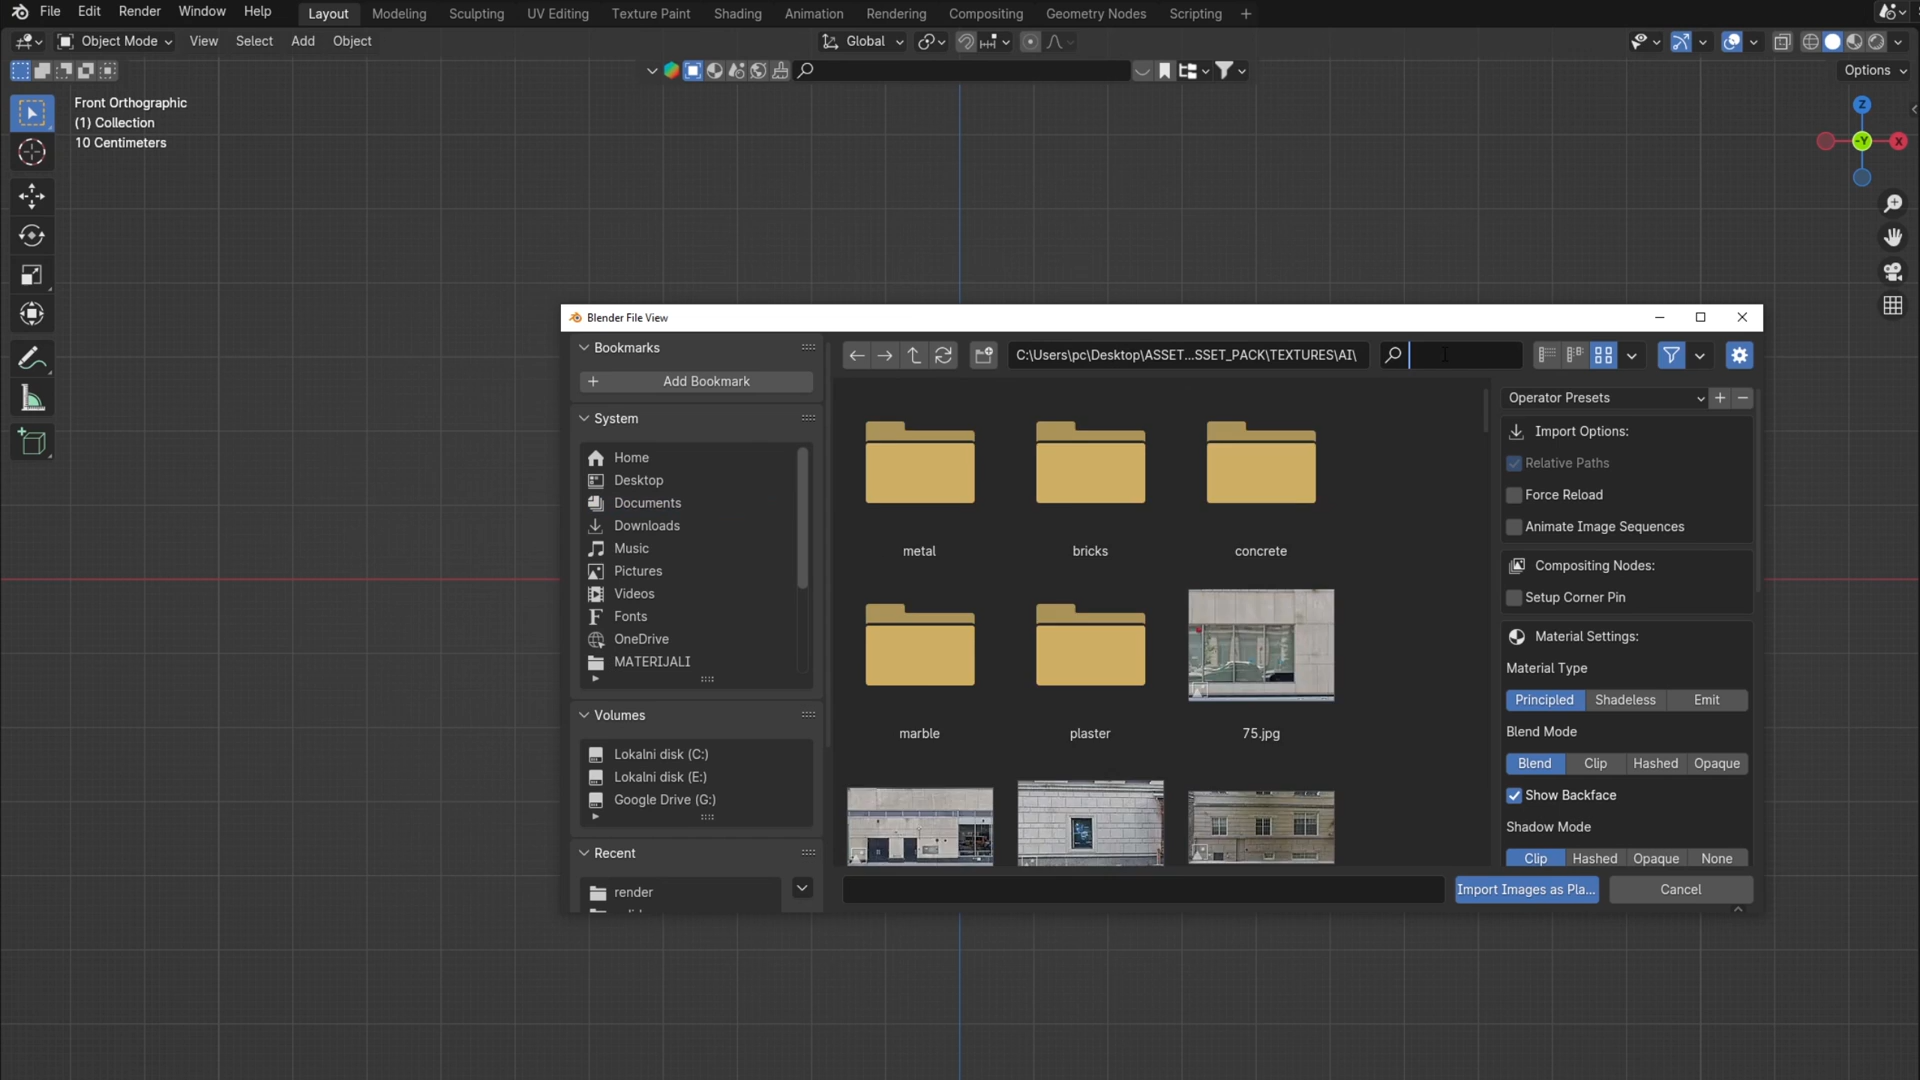 File Edit Render Window Help Layout Modeling Sculpting UV Editing Texture Paint Shading Animation Rendering Compositing Geometry Nodes Scripting +
Object Mode View Select Add Object Global
Options
Front Orthographic
(1) Collection
10 Centimeters
Z
-Y
X
Blender File View
Bookmarks
+ Add Bookmark
System
Home
Desktop
Documents
Downloads
Music
Pictures
Videos
Fonts
OneDrive
MATERIJALI
Volumes
Lokalni disk (C:)
Lokalni disk (E:)
Google Drive (G:)
Recent
render
C:\Users\pc\Desktop\ASSET...SSET_PACK\TEXTURES\AI\
metal bricks concrete
marble plaster 75.jpg
Operator Presets
Import Options:
Relative Paths
Force Reload
Animate Image Sequences
Compositing Nodes:
Setup Corner Pin
Material Settings:
Material Type
Principled Shadeless Emit
Blend Mode
Blend Clip Hashed Opaque
Show Backface
Shadow Mode
Clip Hashed Opaque None
Import Images as Pla... Cancel